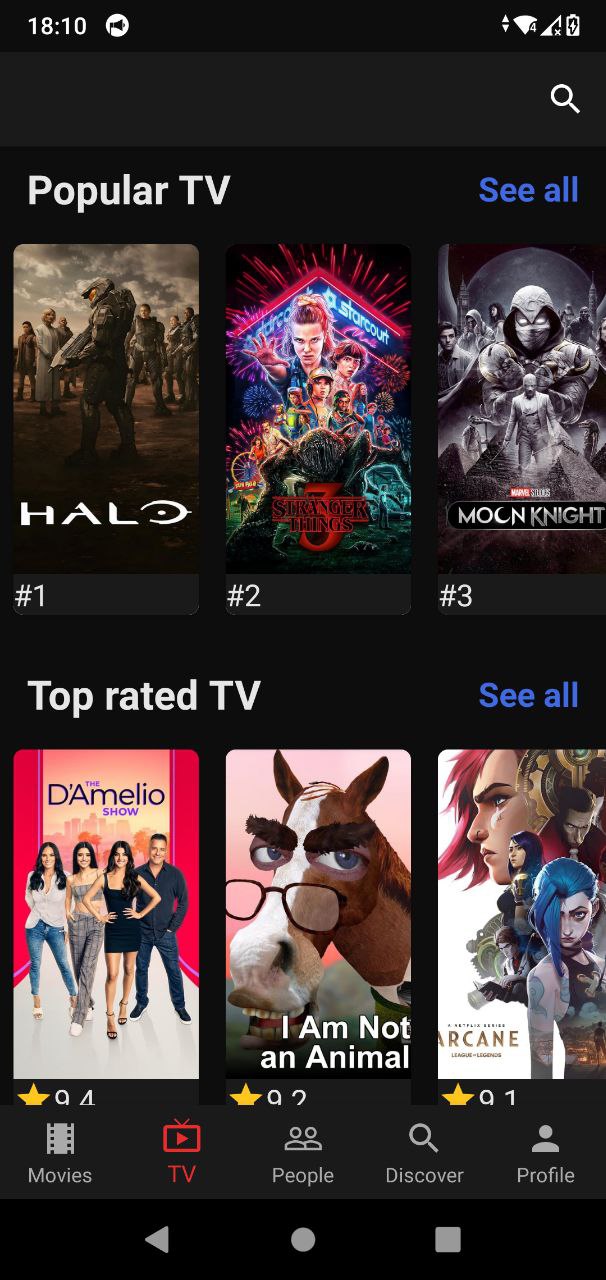 18:10
4
Popular TV
See all
HALO
starcourt
STRANGER
THINGS
3
MARVEL STUDIOS
MOON KNIGHT
#1
#2
#3
Top rated TV
See all
THE
D'Amelio
SHOW
I Am Not
an Animal
A NETFLIX SERIES
ARCANE
LEAGUE OF LEGENDS
9.4
9.2
9.1
Movies
TV
People
Discover
Profile